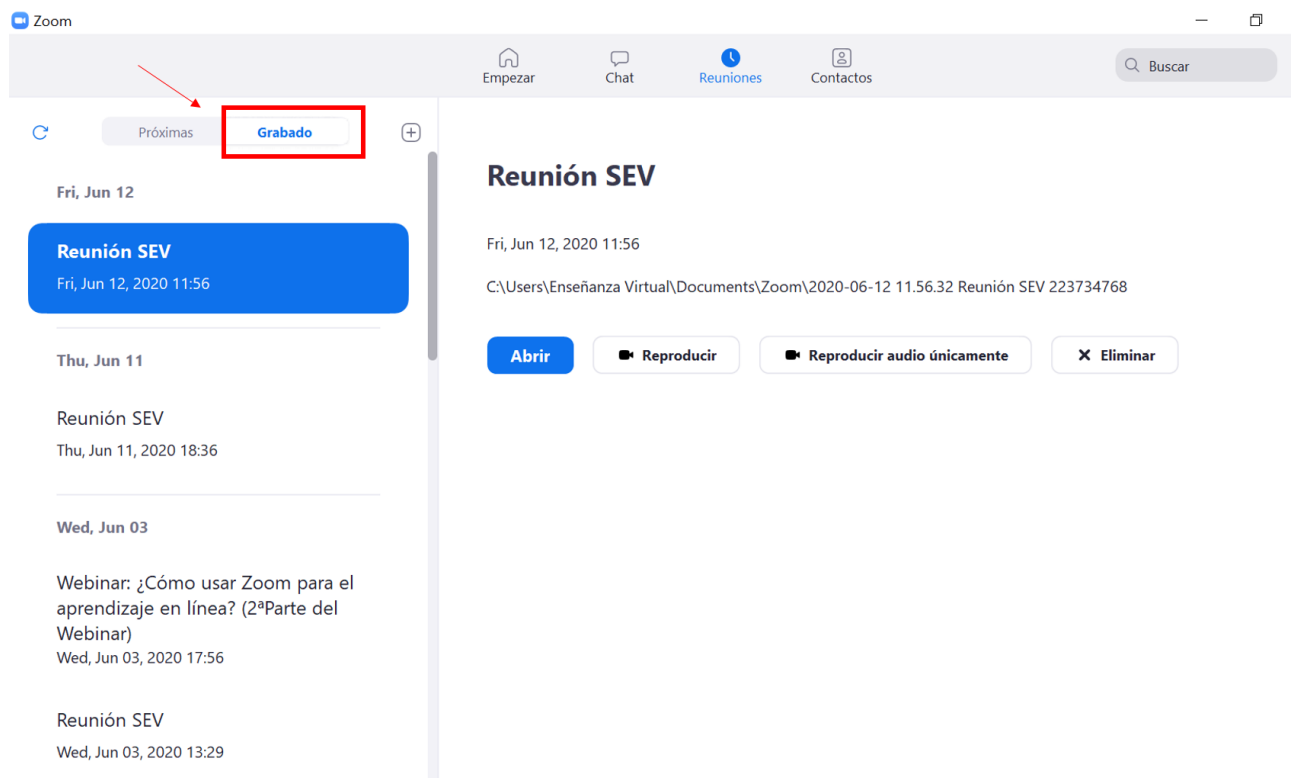 Zoom
Empezar
Chat
Reuniones
Contactos
Buscar
Próximas
Grabado
Fri, Jun 12
Reunión SEV
Fri, Jun 12, 2020 11:56
Thu, Jun 11
Reunión SEV
Thu, Jun 11, 2020 18:36
Wed, Jun 03
Webinar: ¿Cómo usar Zoom para el
aprendizaje en línea? (2ªParte del
Webinar)
Wed, Jun 03, 2020 17:56
Reunión SEV
Wed, Jun 03, 2020 13:29
Reunión SEV
Fri, Jun 12, 2020 11:56
C:\Users\Enseñanza Virtual\Documents\Zoom\2020-06-12 11.56.32 Reunión SEV 223734768
Abrir
Reproducir
Reproducir audio únicamente
Eliminar